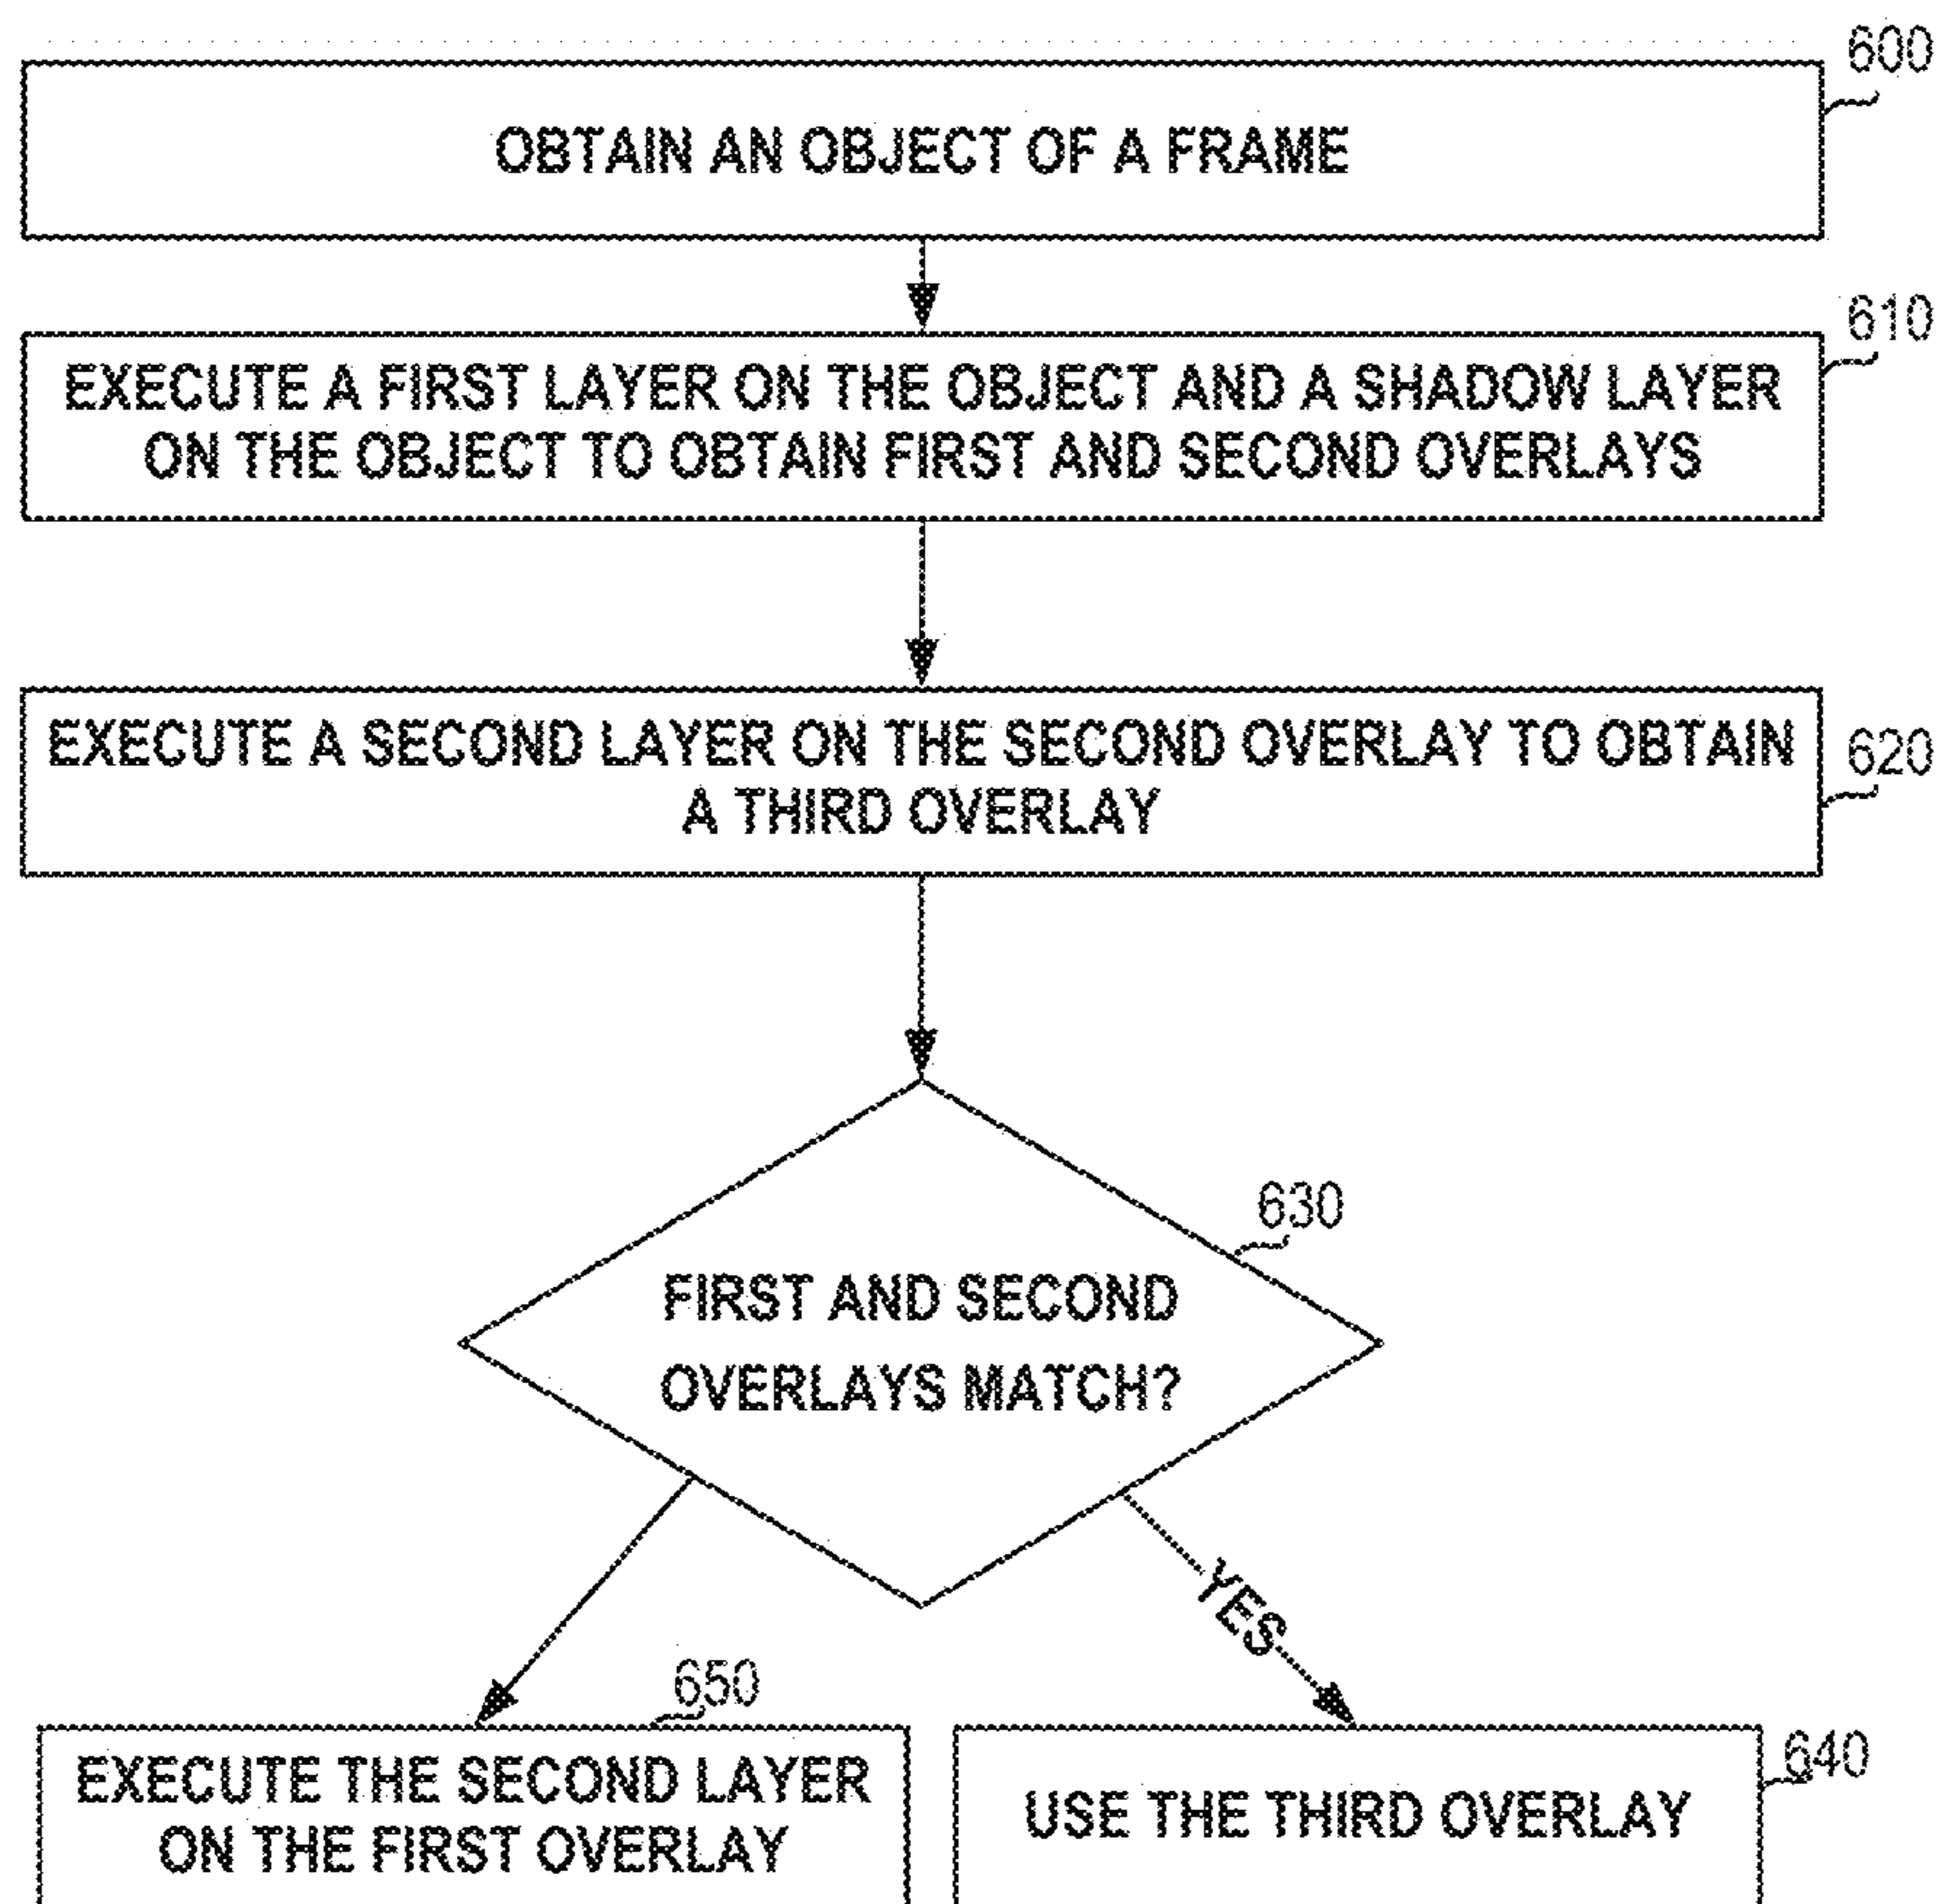 600
OBTAIN AN OBJECT OF A FRAME
610
EXECUTE A FIRST LAYER ON THE OBJECT AND A SHADOW LAYER
ON THE OBJECT TO OBTAIN FIRST AND SECOND OVERLAYS
EXECUTE A SECOND LAYER ON THE SECOND OVERLAY TO OBTAIN
A THIRD OVERLAY
620
630
FIRST AND SECOND
OVERLAYS MATCH?
YES
650
EXECUTE THE SECOND LAYER
ON THE FIRST OVERLAY
640
USE THE THIRD OVERLAY